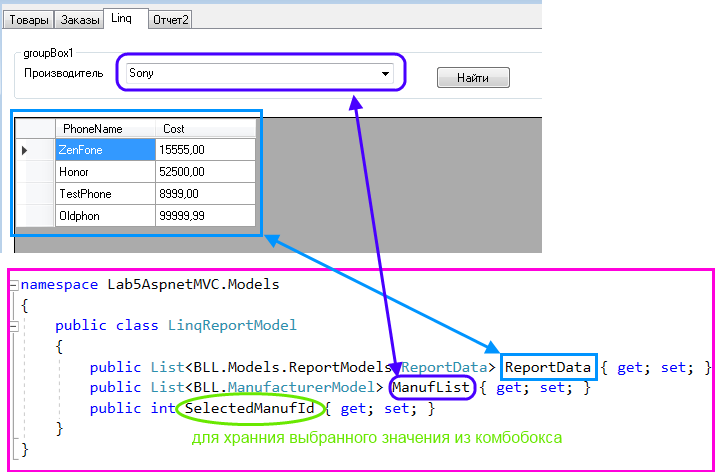 Товары Заказы Linq Отчет2
groupBox1
Производитель Sony Найти
PhoneName Cost
ZenFone 15555,00
Honor 52500,00
TestPhone 8999,00
Oldphon 99999,99
namespace Lab5AspnetMVC.Models
{
public class LinqReportModel
{
public List<BLL.Models.ReportModels.ReportData> ReportData { get; set; }
public List<BLL.ManufacturerModel> ManufList { get; set; }
public int SelectedManufId { get; set; }
}
для хранния выбранного значения из комбобокса
}